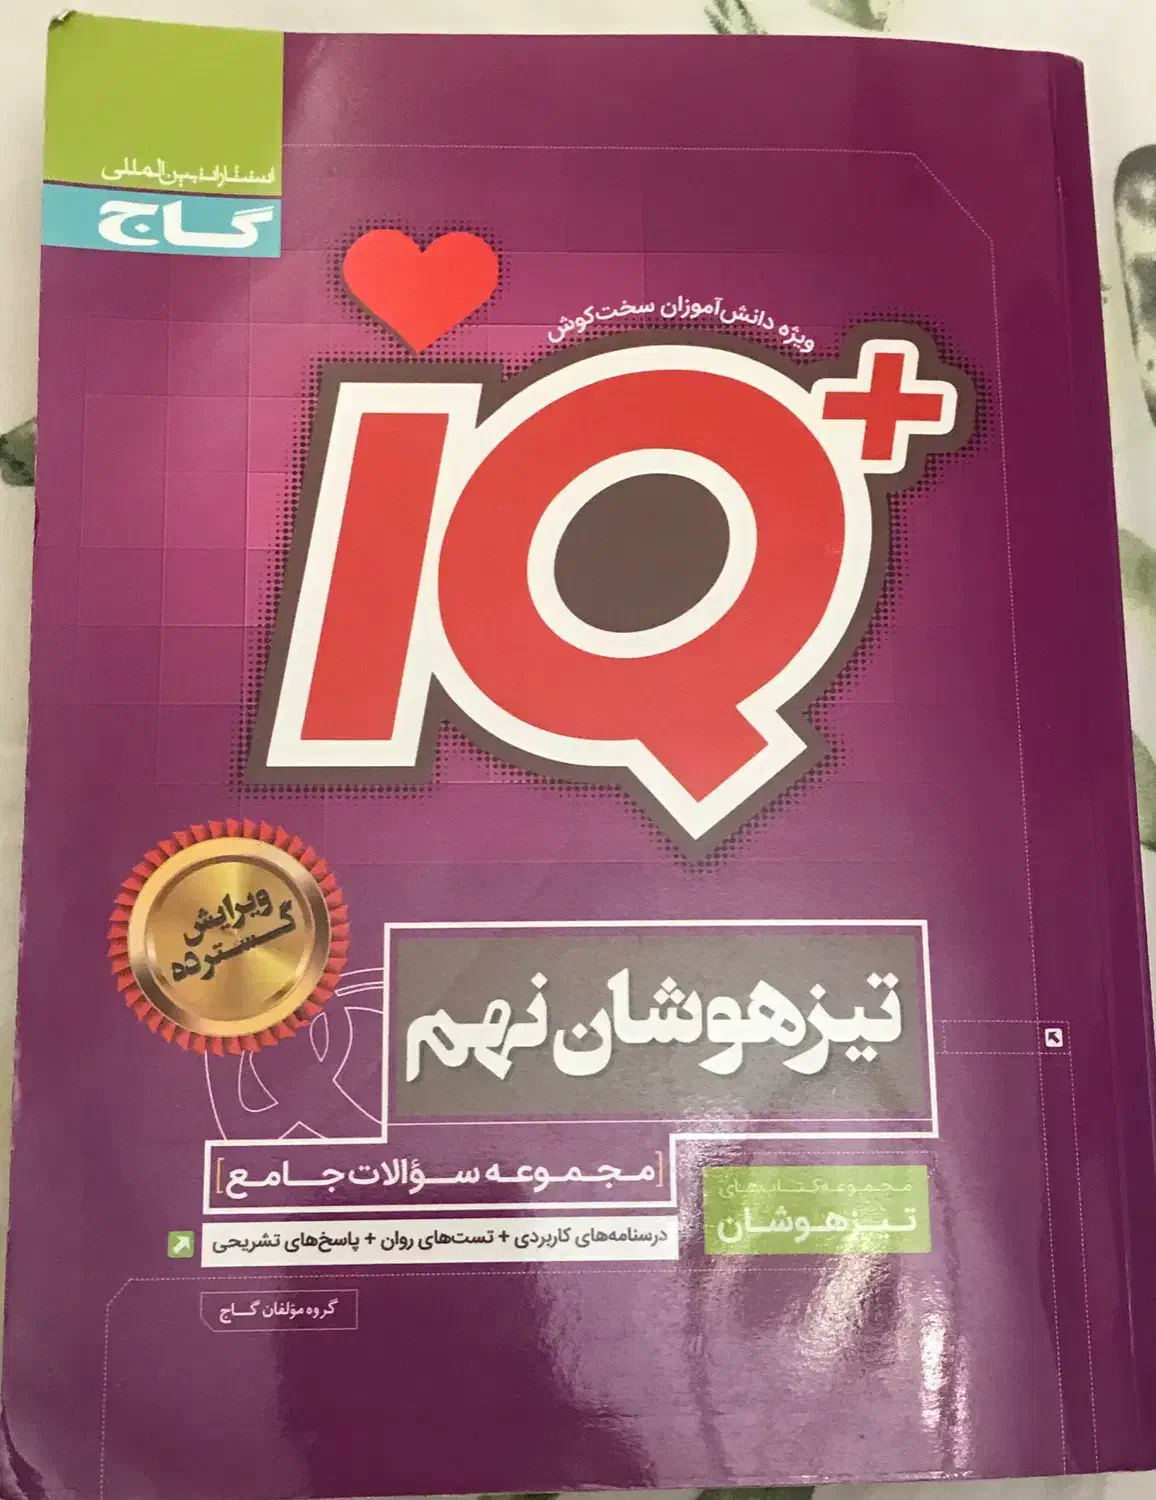 انتشارات بین‌المللی
گاج
ویژه دانش‌آموزان سخت‌کوش
IQ+
ویرایش
گسترده
تیزهوشان نهم
[مجموعه سؤالات جامع]
درسنامه‌های کاربردی + تست‌های روان + پاسخ‌های تشریحی
مجموعه کتاب‌های
تیزهوشان
گروه مؤلفان گاج